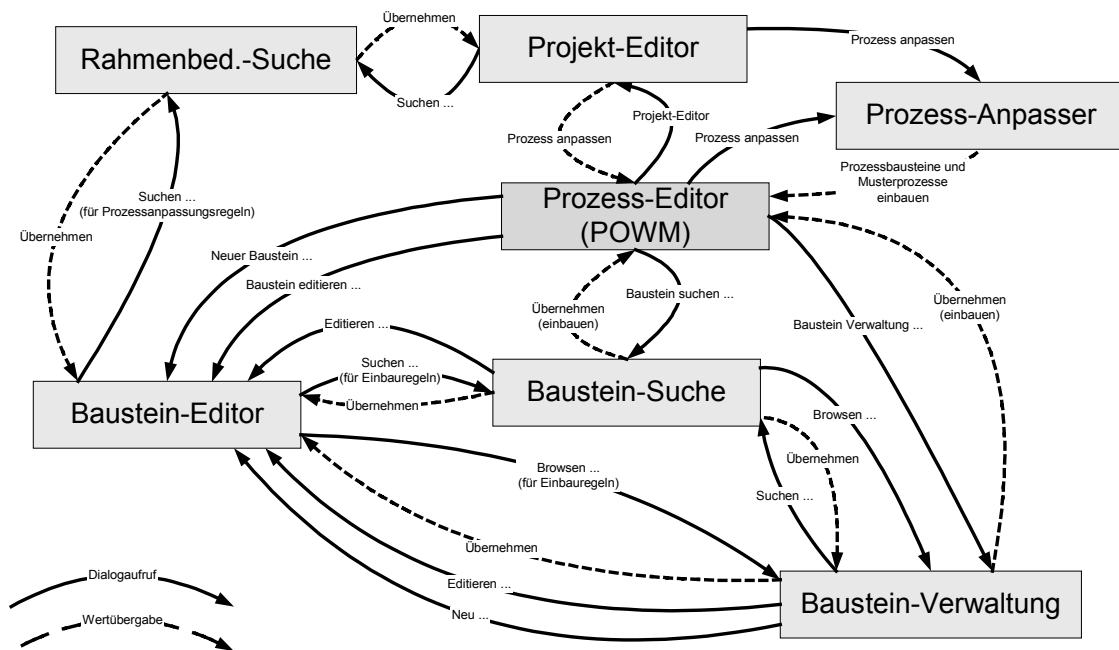 Übernehmen
Projekt-Editor
Rahmenbed.-Suche
Prozess anpassen
Suchen ...
Projekt-Editor
Prozess anpassen
Prozess anpassen
Prozess-Anpasser
Prozessbausteine und
Musterprozesse
einbauen
Suchen ...
(für Prozessanpassungsregeln)
Übernehmen
Prozess-Editor
(POWM)
Neuer Baustein ...
Baustein editieren ...
Übernehmen
(einbauen)
Baustein suchen ...
Baustein Verwaltung ...
Übernehmen
(einbauen)
Editieren ...
Suchen ...
(für Einbauregeln)
Übernehmen
Baustein-Editor
Baustein-Suche
Browsen ...
Übernehmen
Browsen ...
(für Einbauregeln)
Suchen ...
Übernehmen
Editieren ...
Neu ...
Baustein-Verwaltung
Dialogaufruf
Wertübergabe